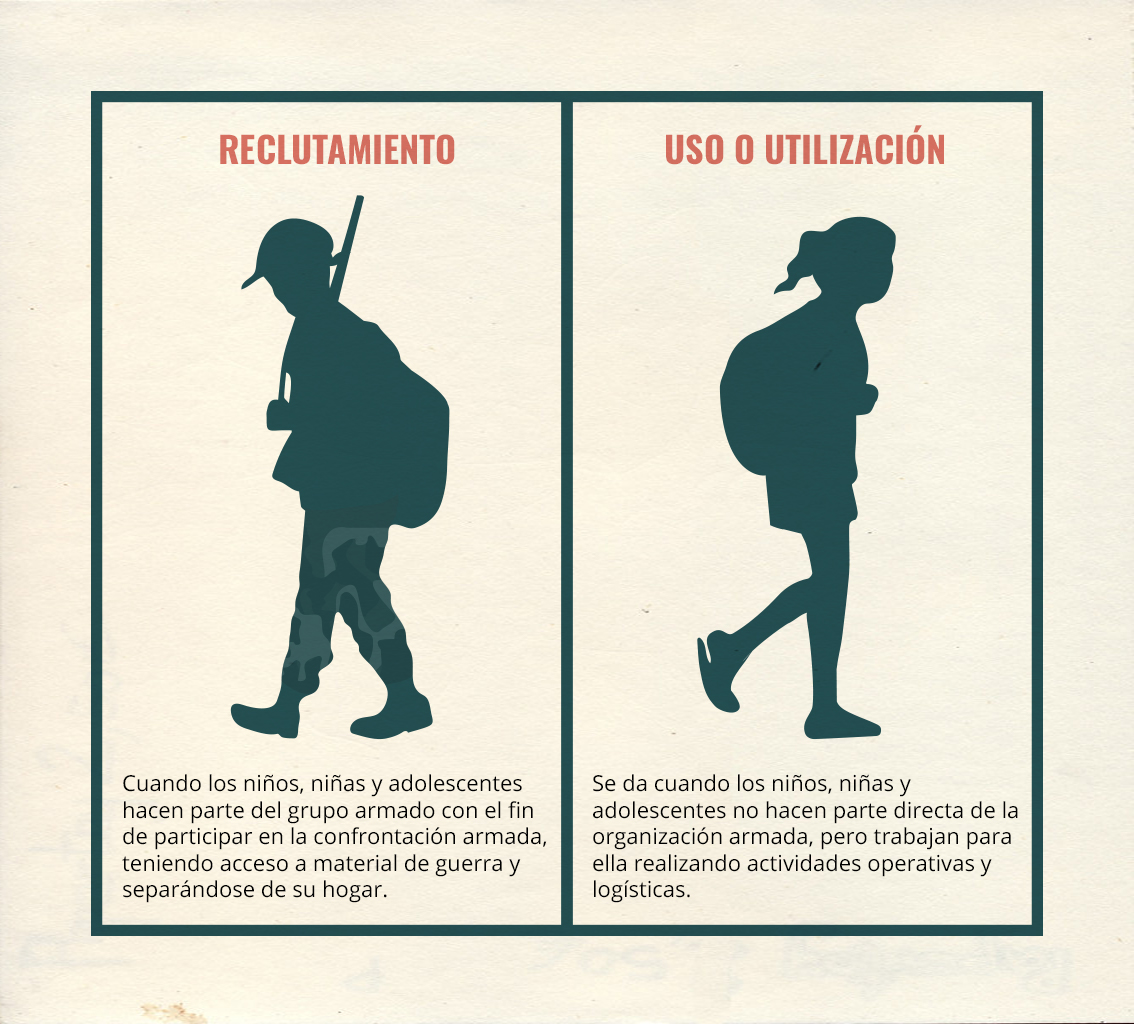 RECLUTAMIENTO
Cuando los niños, niñas y adolescentes
hacen parte del grupo armado con el fin
de participar en la confrontación armada,
teniendo acceso a material de guerra y
separándose de su hogar.
USO O UTILIZACIÓN
Se da cuando los niños, niñas y
adolescentes no hacen parte directa de la
organización armada, pero trabajan para
ella realizando actividades operativas y
logísticas.